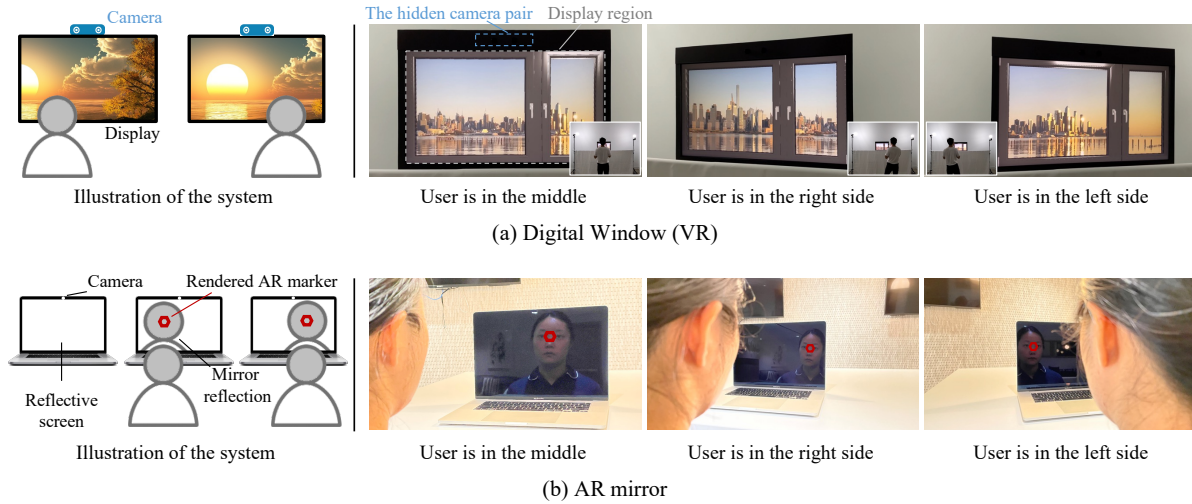 Camera
Display
Illustration of the system
The hidden camera pair
Display region
User is in the middle
User is in the right side
User is in the left side
(a) Digital Window (VR)
Camera
Rendered AR marker
Reflective
screen
Mirror
reflection
Illustration of the system
User is in the middle
User is in the right side
User is in the left side
(b) AR mirror